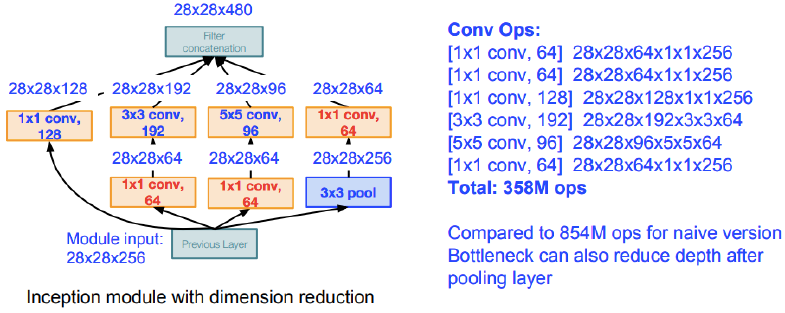 28x28x480
Filter
concatenation
28x28x128 28x28x192 28x28x96 28x28x64
1x1 conv,
128
3x3 conv,
192
5x5 conv,
96
1x1 conv,
64
28x28x64 28x28x64 28x28x256
1x1 conv,
64
1x1 conv,
64
3x3 pool
Module input:
28x28x256
Previous Layer
Inception module with dimension reduction
Conv Ops:
[1x1 conv, 64] 28x28x64x1x1x256
[1x1 conv, 64] 28x28x64x1x1x256
[1x1 conv, 128] 28x28x128x1x1x256
[3x3 conv, 192] 28x28x192x3x3x64
[5x5 conv, 96] 28x28x96x5x5x64
[1x1 conv, 64] 28x28x64x1x1x256
Total: 358M ops
Compared to 854M ops for naive version
Bottleneck can also reduce depth after
pooling layer